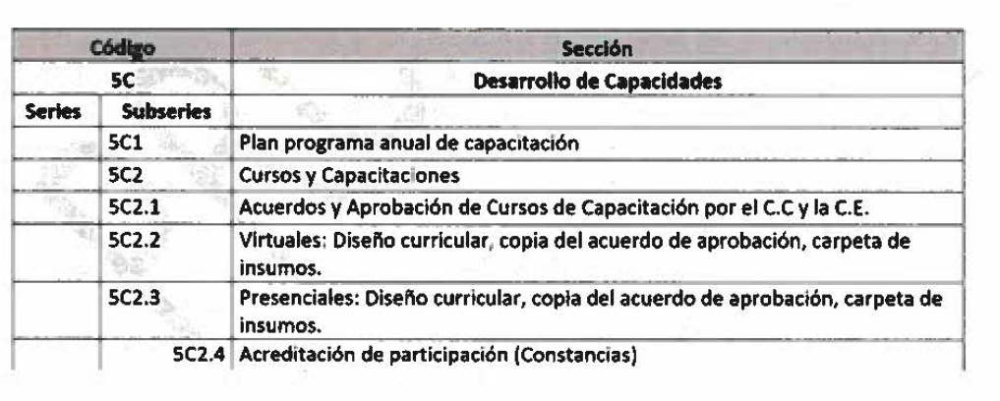 Código Sección
5C Desarrollo de Capacidades
Series Subseries
5C1 Plan programa anual de capacitación
5C2 Cursos y Capacitaciones
5C2.1 Acuerdos y Aprobación de Cursos de Capacitación por el C.C y la C.E.
5C2.2 Virtuales: Diseño curricular, copia del acuerdo de aprobación, carpeta de
insumos.
5C2.3 Presenciales: Diseño curricular, copia del acuerdo de aprobación, carpeta de
insumos.
5C2.4 Acreditación de participación (Constancias)